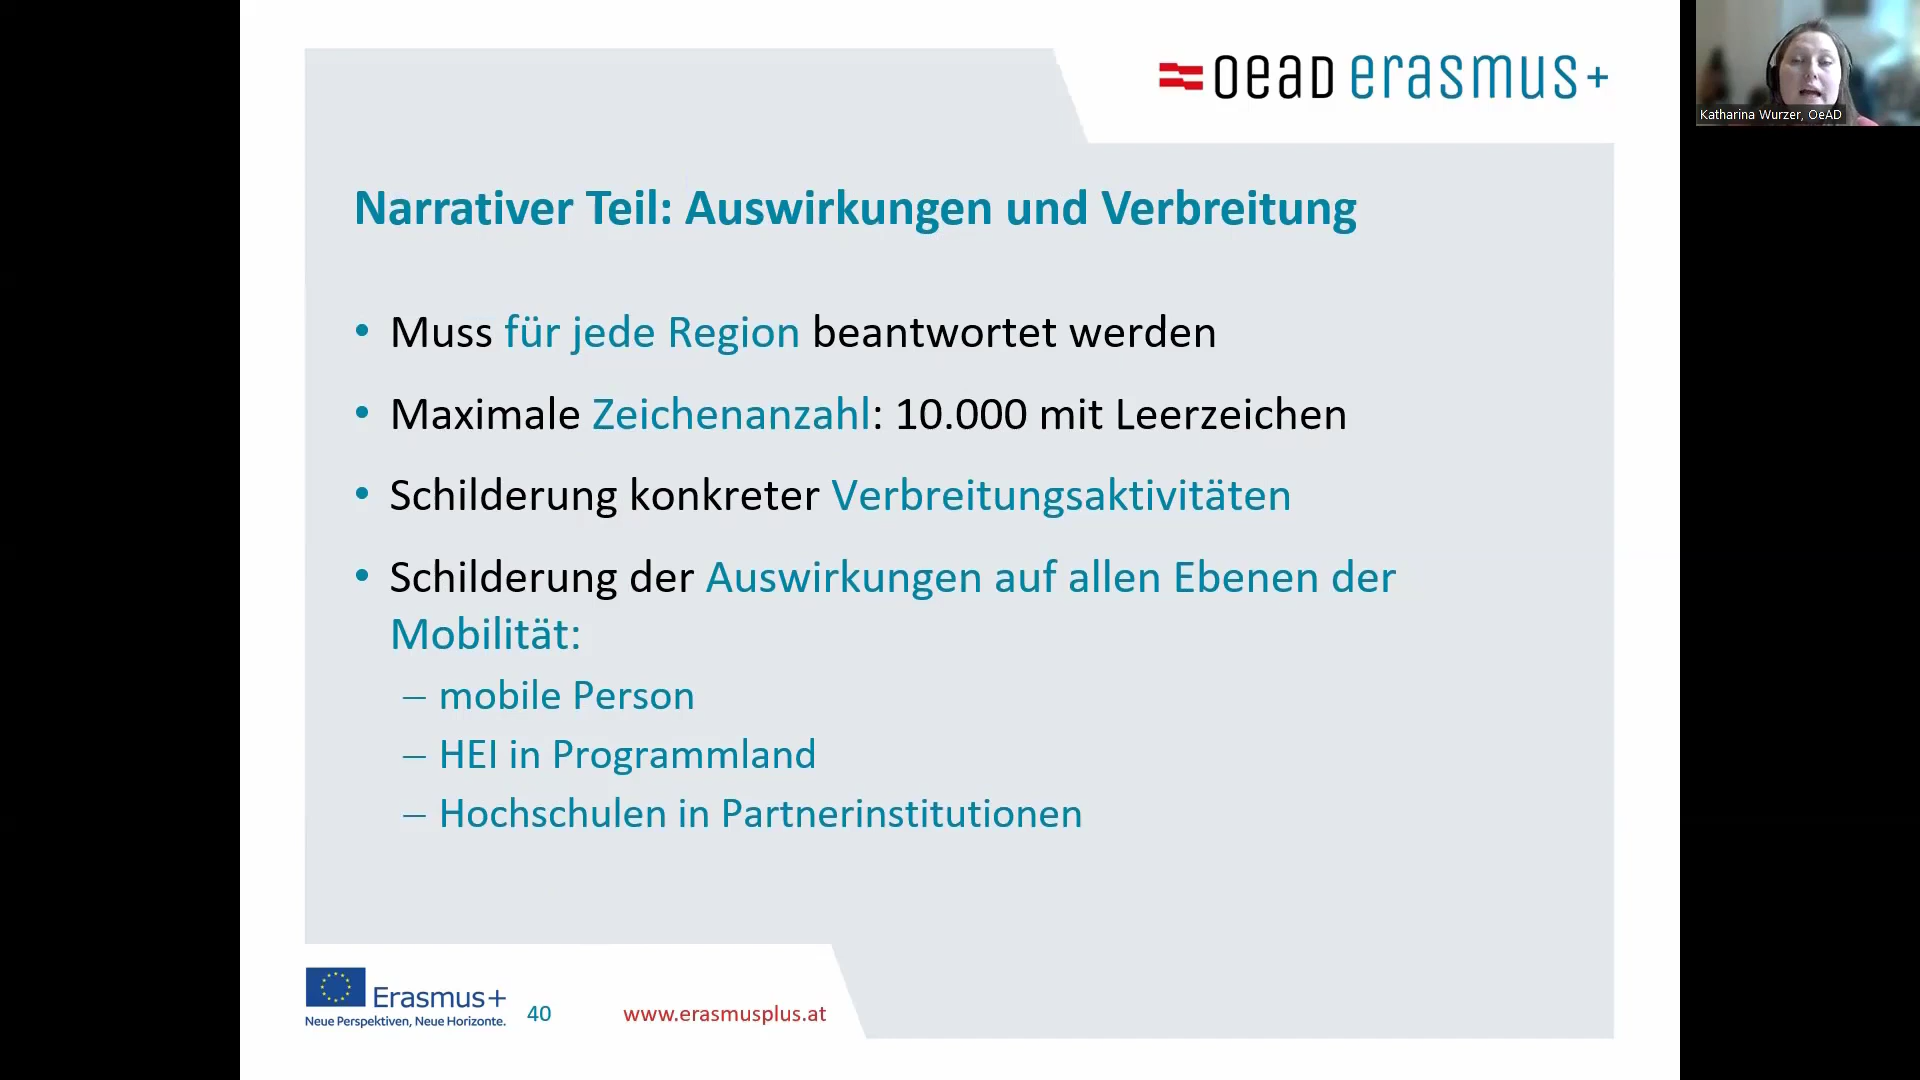 OeAD erasmus+
Katharina Wurzer, OeAD
Narrativer Teil: Auswirkungen und Verbreitung
• Muss für jede Region beantwortet werden
• Maximale Zeichenanzahl: 10.000 mit Leerzeichen
• Schilderung konkreter Verbreitungsaktivitäten
• Schilderung der Auswirkungen auf allen Ebenen der
Mobilität:
– mobile Person
– HEI in Programmland
– Hochschulen in Partnerinstitutionen
Erasmus+
Neue Perspektiven, Neue Horizonte.
40
www.erasmusplus.at